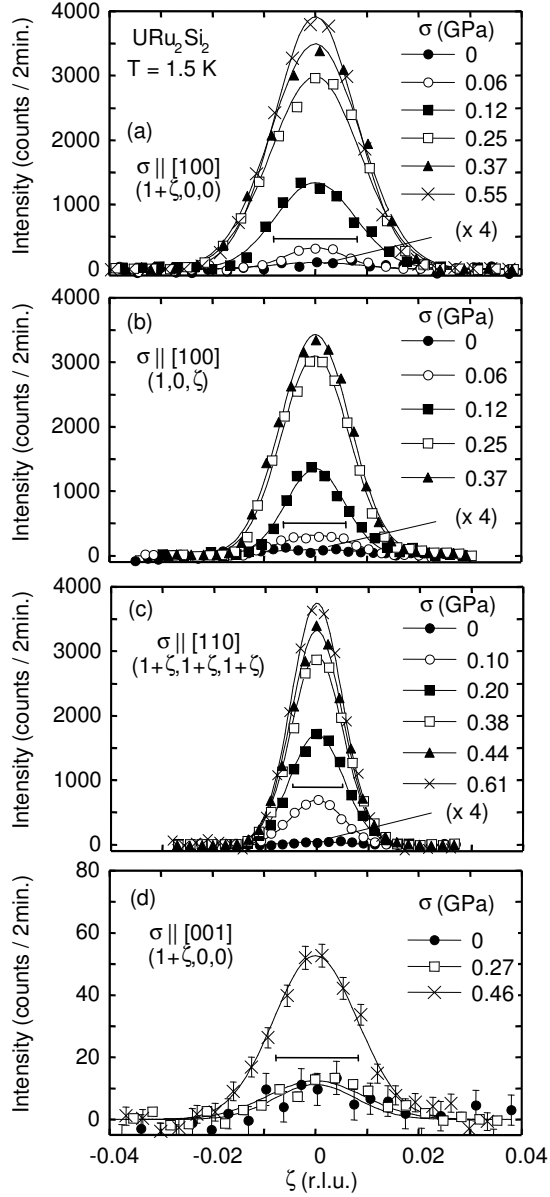 Intensity (counts / 2min.)
4000
3000
2000
1000
0
URu₂Si₂
T = 1.5 K
(a)
σ || [100]
(1+ζ,0,0)
σ (GPa)
0
0.06
0.12
0.25
0.37
0.55
(x 4)
Intensity (counts / 2min.)
4000
3000
2000
1000
0
(b)
σ || [100]
(1,0,ζ)
σ (GPa)
0
0.06
0.12
0.25
0.37
(x 4)
Intensity (counts / 2min.)
4000
3000
2000
1000
0
(c)
σ || [110]
(1+ζ,1+ζ,1+ζ)
σ (GPa)
0
0.10
0.20
0.38
0.44
0.61
(x 4)
Intensity (counts / 2min.)
80
60
40
20
0
(d)
σ || [001]
(1+ζ,0,0)
σ (GPa)
0
0.27
0.46
-0.04 -0.02 0 0.02 0.04
ζ (r.l.u.)